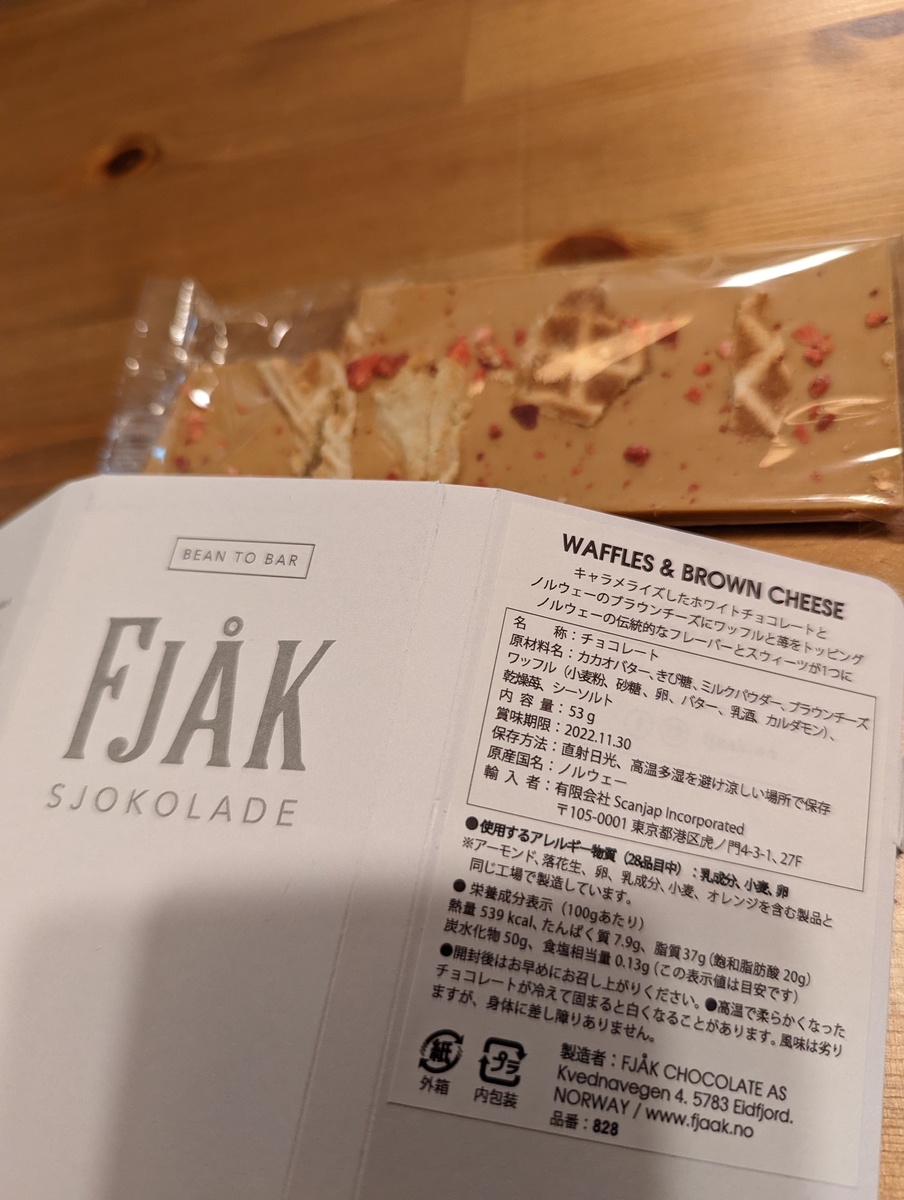 BEAN TO BAR
FJÅK
SJOKOLADE
WAFFLES & BROWN CHEESE
キャラメライズしたホワイトチョコレートと
ノルウェーのブラウンチーズにワッフルと苺をトッピング
ノルウェーの伝統的なフレーバーとスウィーツが1つに
名 称:チョコレート
原材料名:カカオバター、きび糖、ミルクパウダー、ブラウンチーズ
ワッフル(小麦粉、砂糖、卵、バター、乳酒、カルダモン)、
乾燥苺、シーソルト
内 容 量:53g
賞味期限:2022.11.30
保存方法:直射日光、高温多湿を避け涼しい場所で保存
原産国名:ノルウェー
輸 入 者:有限会社 Scanjap Incorporated
〒105-0001 東京都港区虎ノ門4-3-1、27F
●使用するアレルギー物質(28品目中):乳成分、小麦、卵
※アーモンド、落花生、卵、乳成分、小麦、オレンジを含む製品と
同じ工場で製造しています。
●栄養成分表示(100gあたり)
熱量 539 kcal、たんぱく質 7.9g、脂質 37g(飽和脂肪酸 20g)
炭水化物 50g、食塩相当量 0.13g(この表示値は目安です)
●開封後はお早めにお召し上がりください。●高温で柔らかくなった
チョコレートが冷えて固まると白くなることがあります。風味は劣り
ますが、身体に差し障りありません。
紙
外箱
プラ
内包装
製造者:FJÅK CHOCOLATE AS
Kvednavegen 4. 5783 Eidfjord.
NORWAY / www.fjaak.no
品番:828